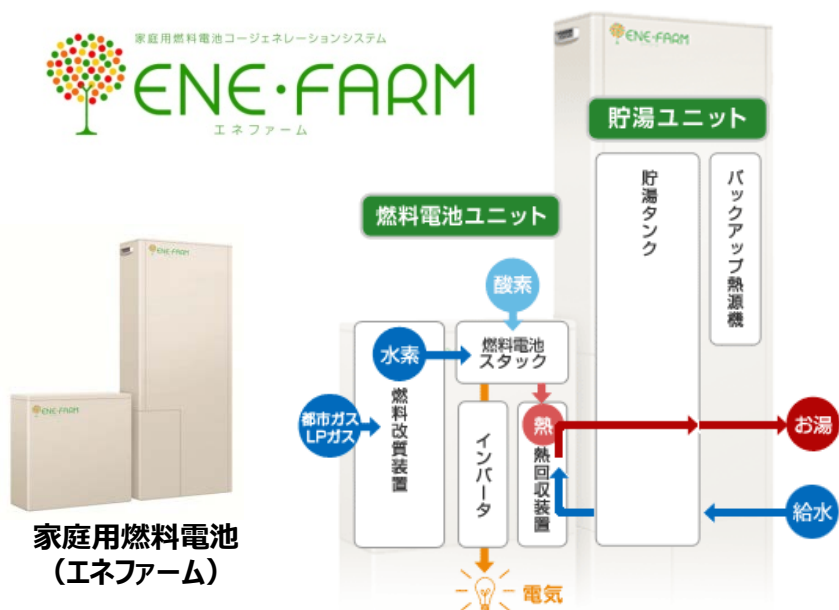 家庭用燃料電池コージェネレーションシステム
ENE・FARM
エネファーム
ENE・FARM
貯湯ユニット
貯湯タンク
バックアップ熱源機
燃料電池ユニット
酸素
水素
燃料電池
スタック
都市ガス
LPガス
燃料改質装置
インバータ
熱
熱回収装置
お湯
給水
電気
ENE・FARM
ENE・FARM
家庭用燃料電池
（エネファーム）